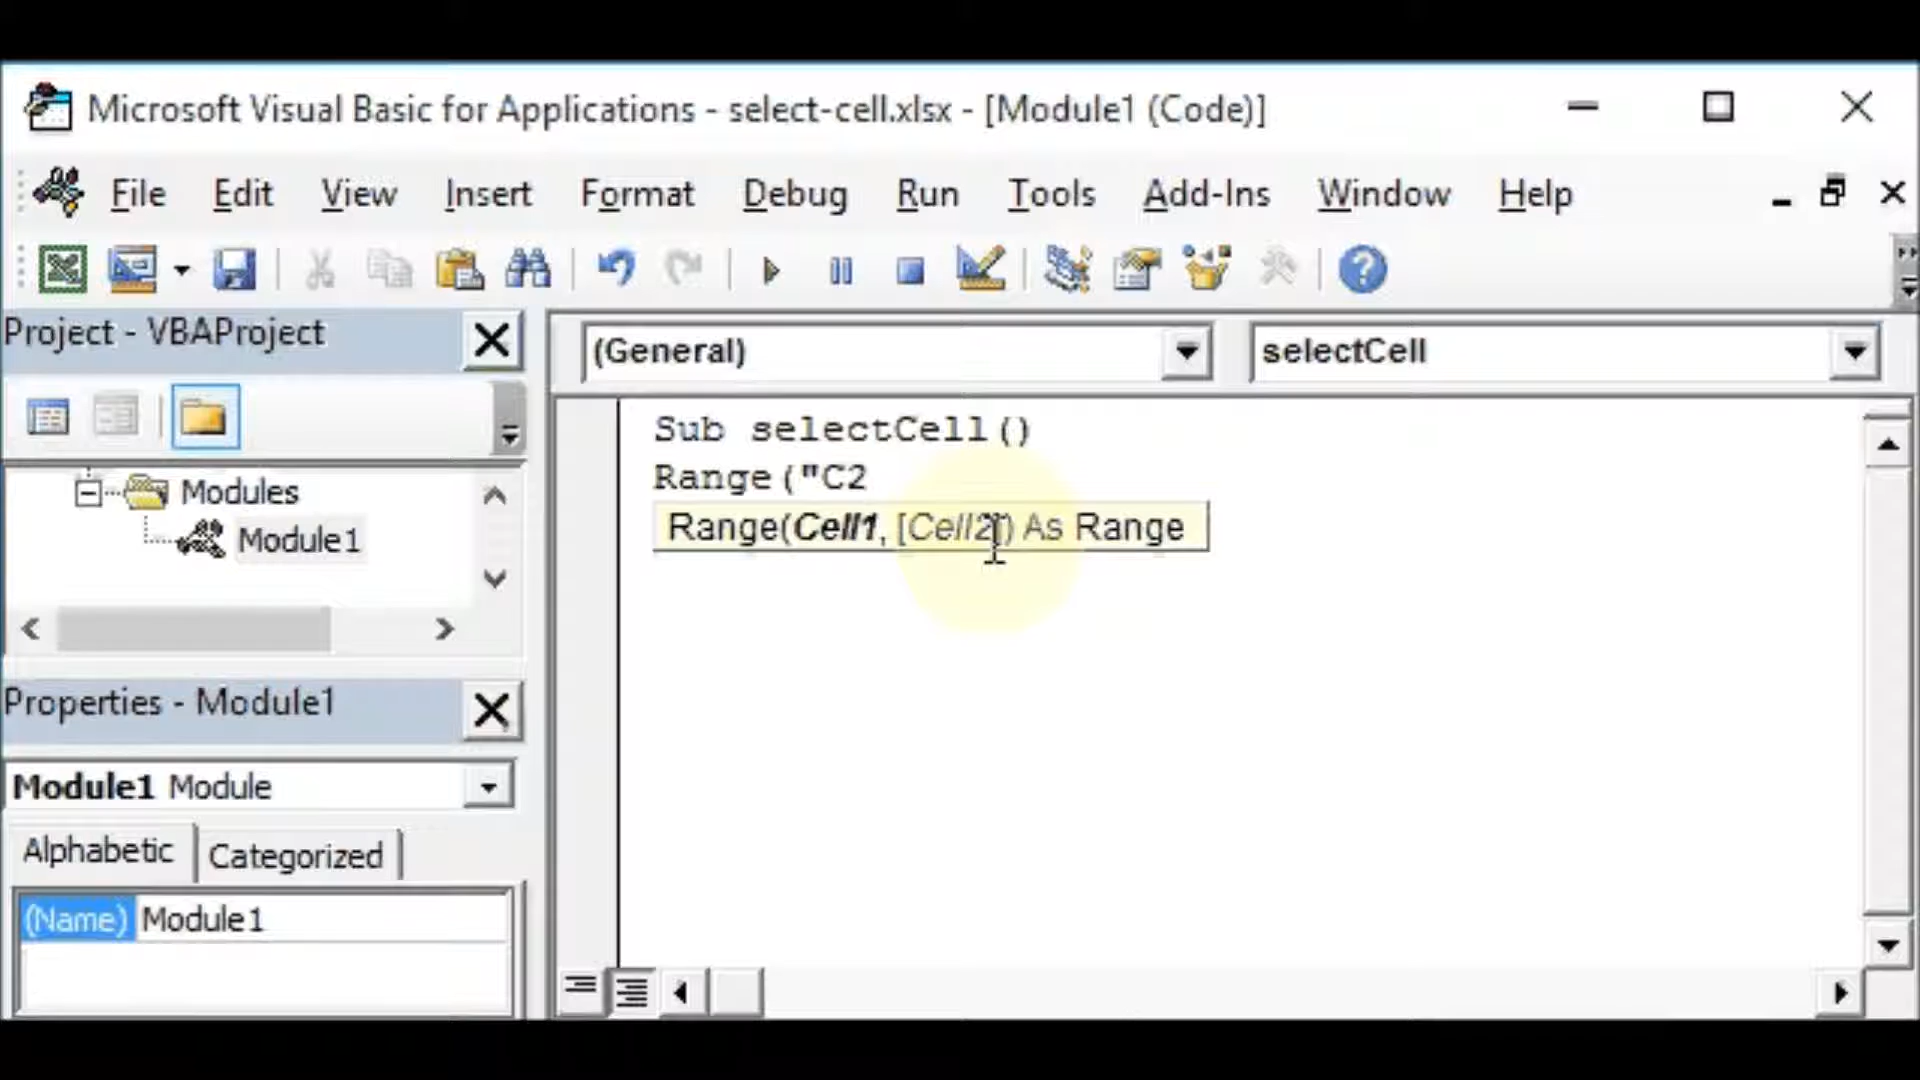 Microsoft Visual Basic for Applications - select-cell.xlsx - [Module1 (Code)]
File Edit View Insert Format Debug Run Tools Add-Ins Window Help
Project - VBAProject
(General)
selectCell
Modules
Module1
Sub selectCell()
Range("C2
Range(Cell1, [Cell2]) As Range
Properties - Module1
Module1 Module
Alphabetic Categorized
(Name) Module1